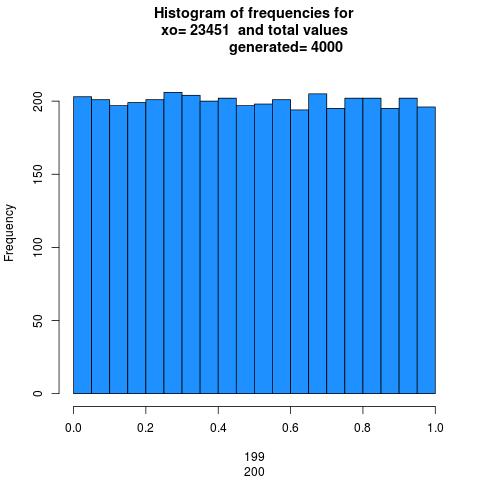 Histogram of frequencies for
xo= 23451 and total values
generated= 4000
Frequency
200
150
100
50
0
0.0 0.2 0.4 0.6 0.8 1.0
199
200